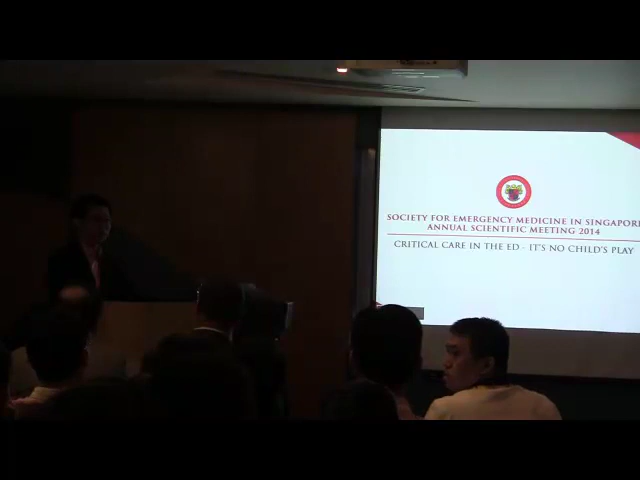 SOCIETY FOR EMERGENCY MEDICINE IN SINGAPORE
ANNUAL SCIENTIFIC MEETING 2014
CRITICAL CARE IN THE ED - IT'S NO CHILD'S PLAY